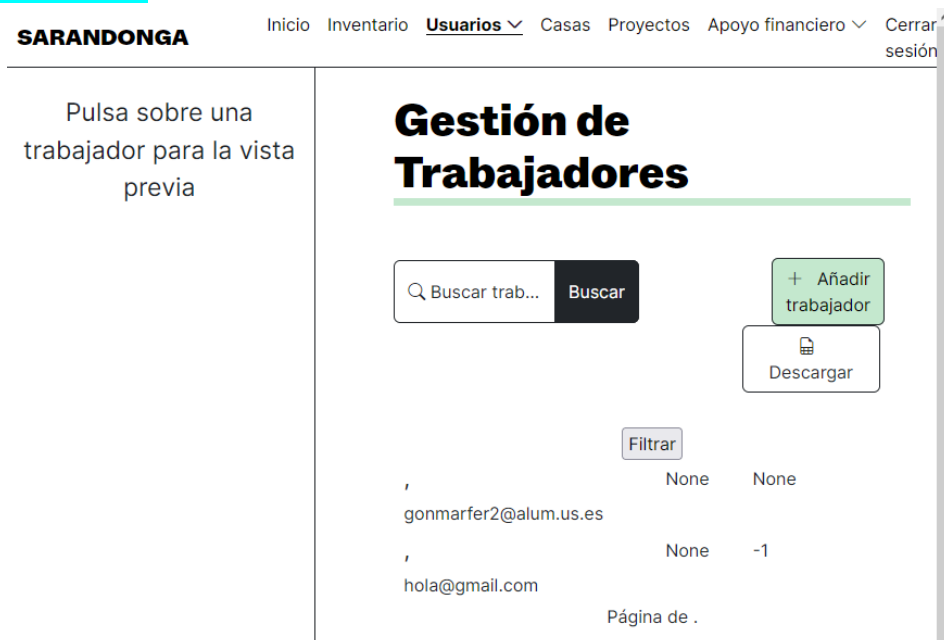 SARANDONGA
Inicio Inventario Usuarios Casas Proyectos Apoyo financiero Cerrar
sesión
Pulsa sobre una
trabajador para la vista
previa
Gestión de
Trabajadores
Buscar trab... Buscar
+ Añadir
trabajador
Descargar
Filtrar
, None None
gonmarfer2@alum.us.es
, None -1
hola@gmail.com
Página de .